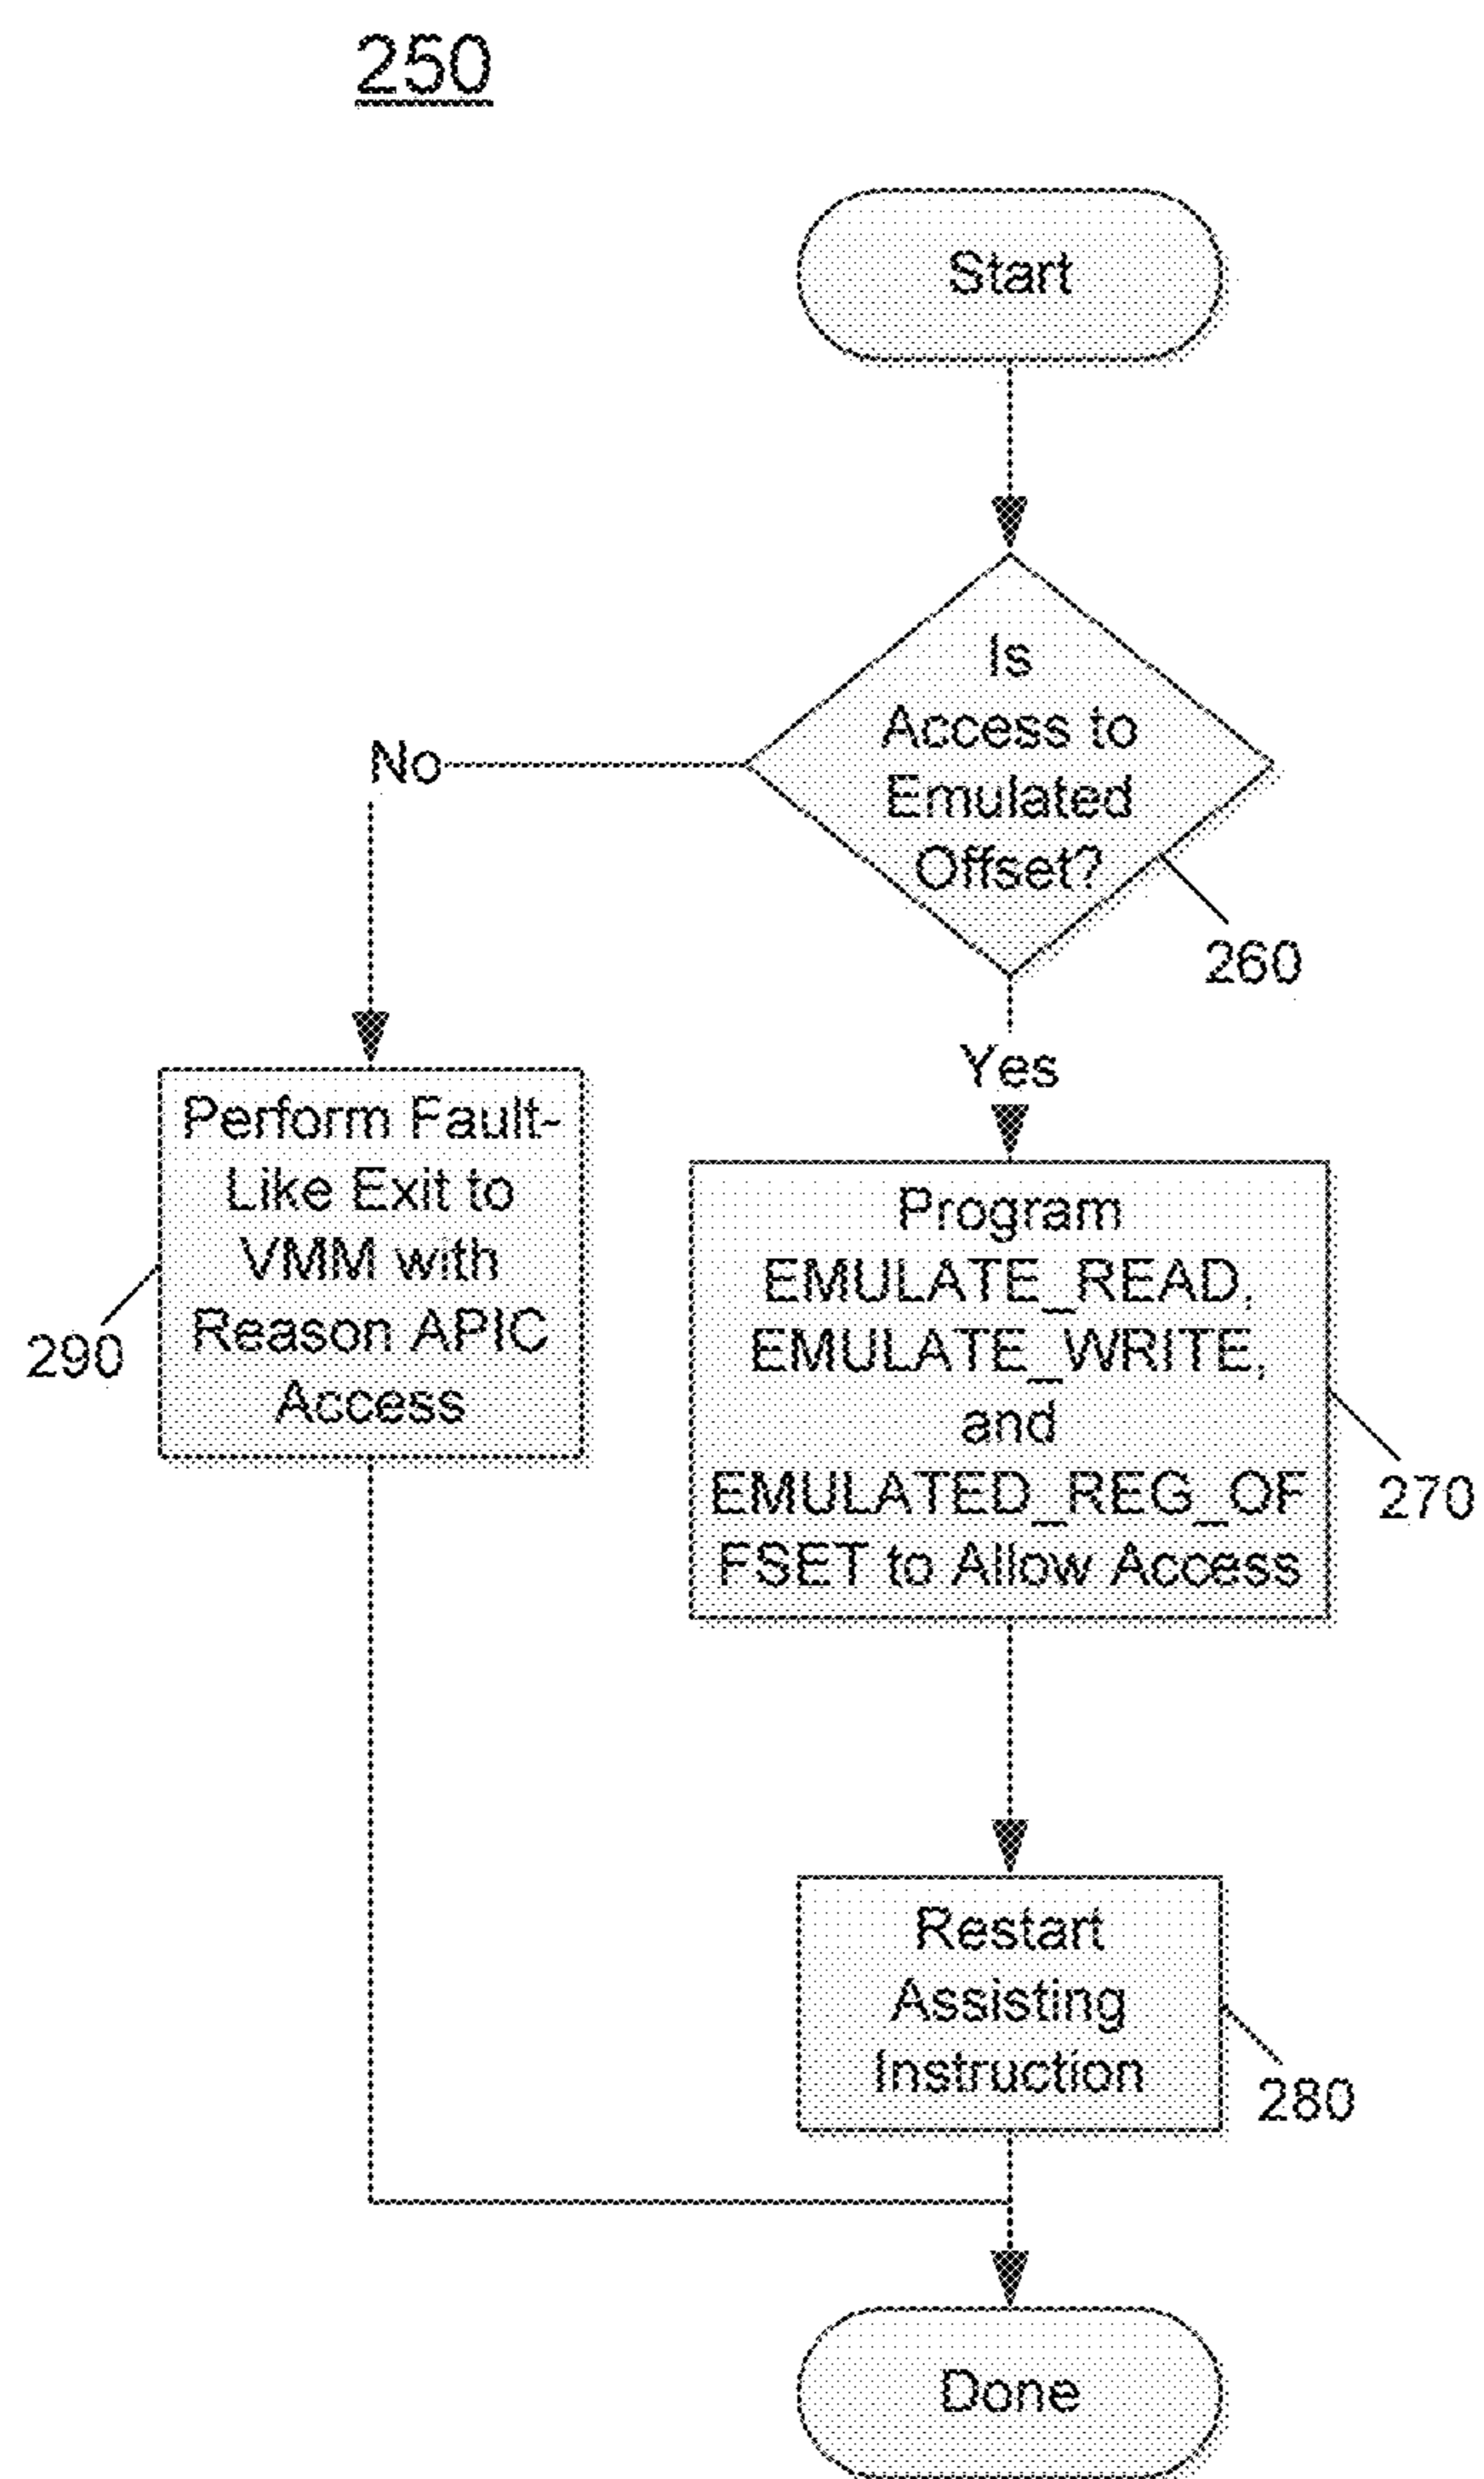 250
Start
Is
Access to
Emulated
Offset?
260
No
Yes
Perform Fault-
Like Exit to
VMM with
Reason APIC
Access
290
Program
EMULATE_READ,
EMULATE_WRITE,
and
EMULATED_REG_OF
FSET to Allow Access
270
Restart
Assisting
Instruction
280
Done